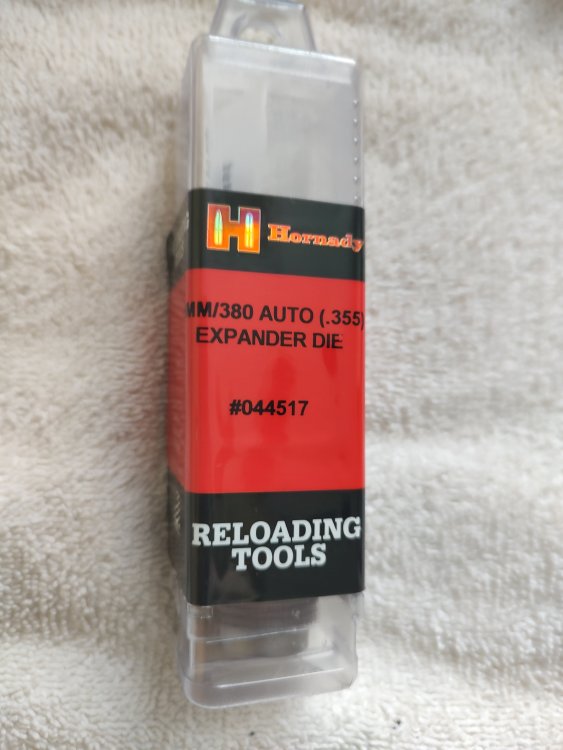 H Hornady
MM/380 AUTO (.355)
EXPANDER DIE
#044517
RELOADING
TOOLS